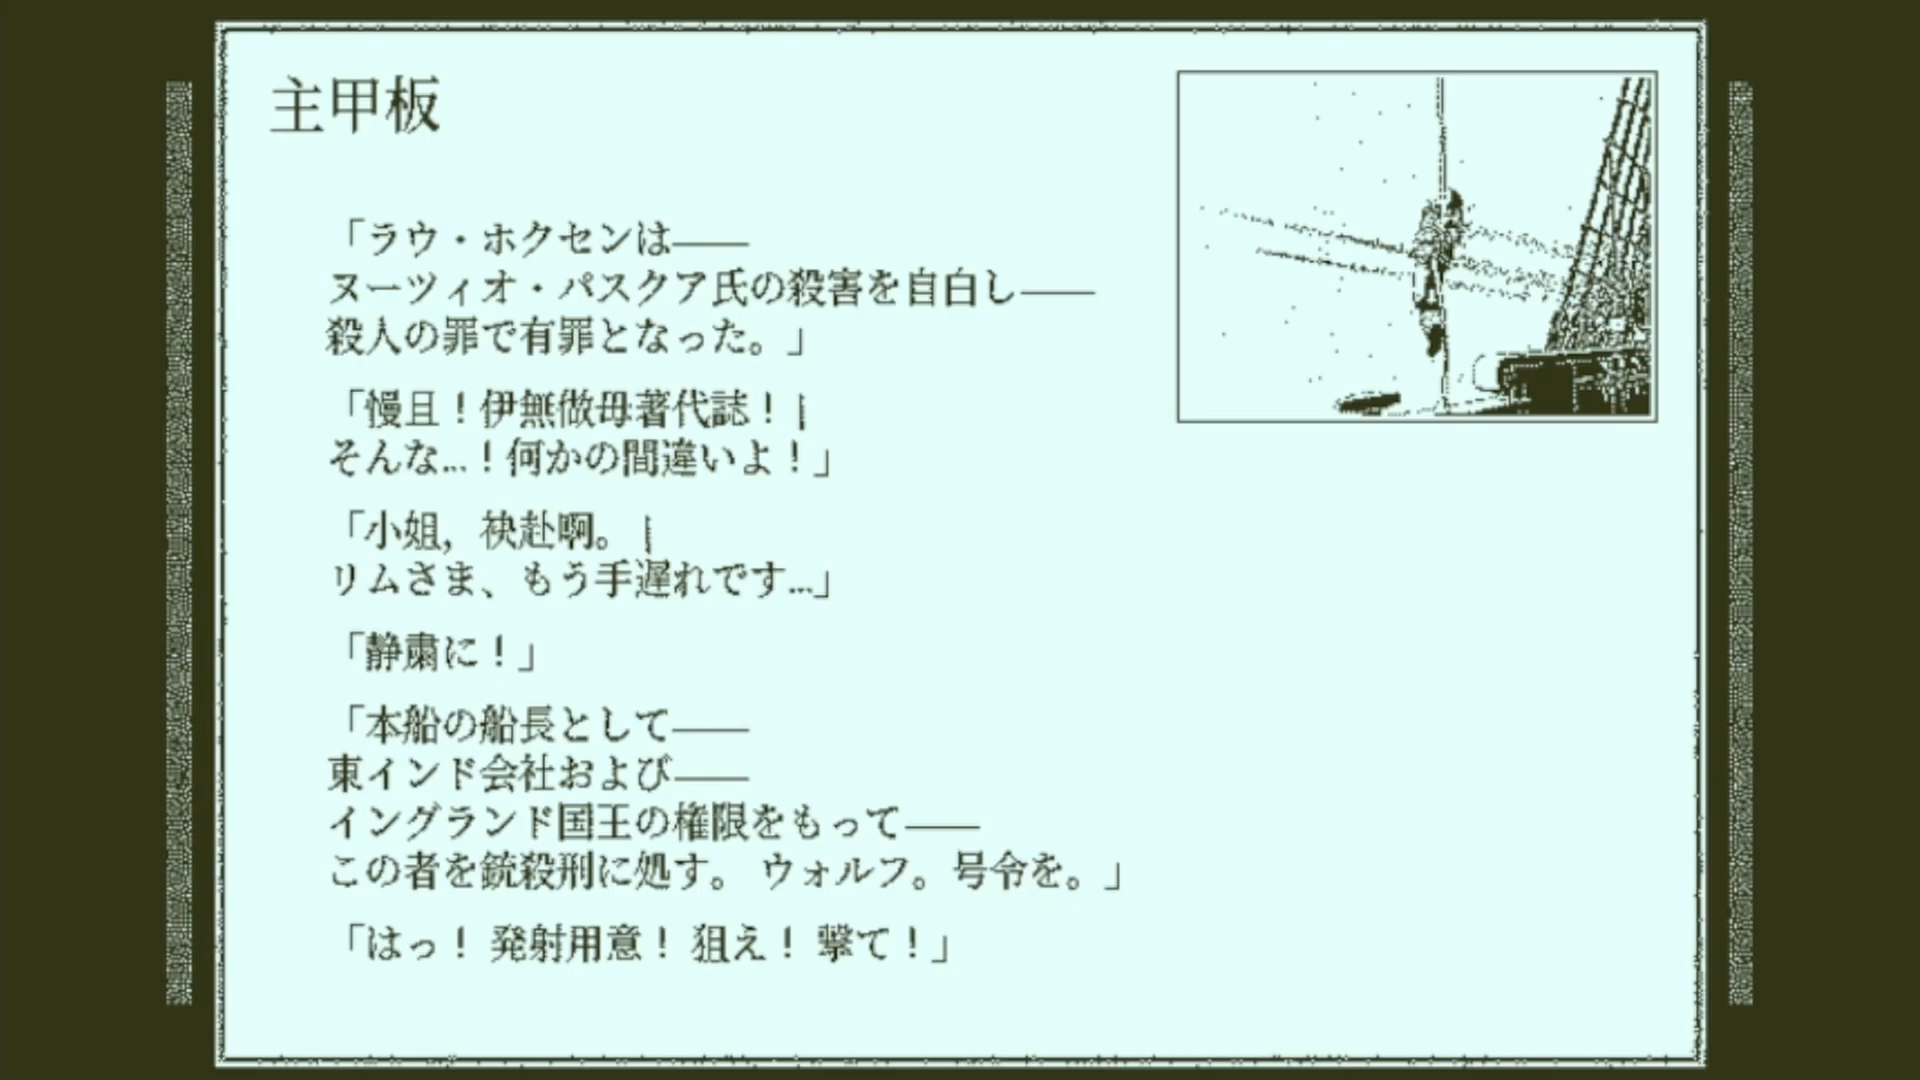 主甲板
「ラウ・ホクセンは――
ヌーツィオ・パスクア氏の殺害を自白し――
殺人の罪で有罪となった。」
「慢且！伊無做毋著代誌！|
そんな...！何かの間違いよ！」
「小姐，袂赴啊。|
リムさま、もう手遅れです...」
「静粛に！」
「本船の船長として――
東インド会社および――
イングランド国王の権限をもって――
この者を銃殺刑に処す。 ウォルフ。号令を。」
「はっ！ 発射用意！ 狙え！ 撃て！」